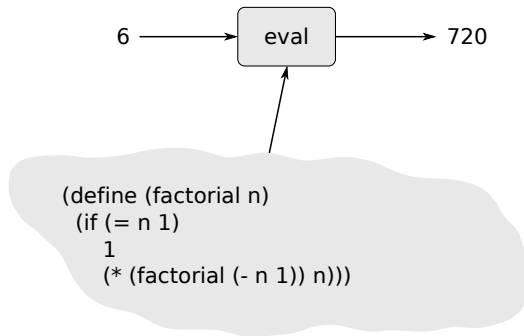 6 eval 720
(define (factorial n)
(if (= n 1)
1
(* (factorial (- n 1)) n)))